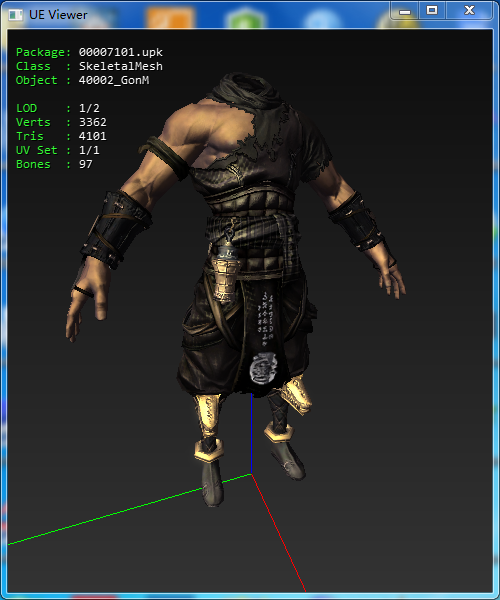 UE Viewer
Package: 00007101.upk
Class : SkeletalMesh
Object : 40002_GonM
LOD : 1/2
Verts : 3362
Tris : 4101
UV Set : 1/1
Bones : 97